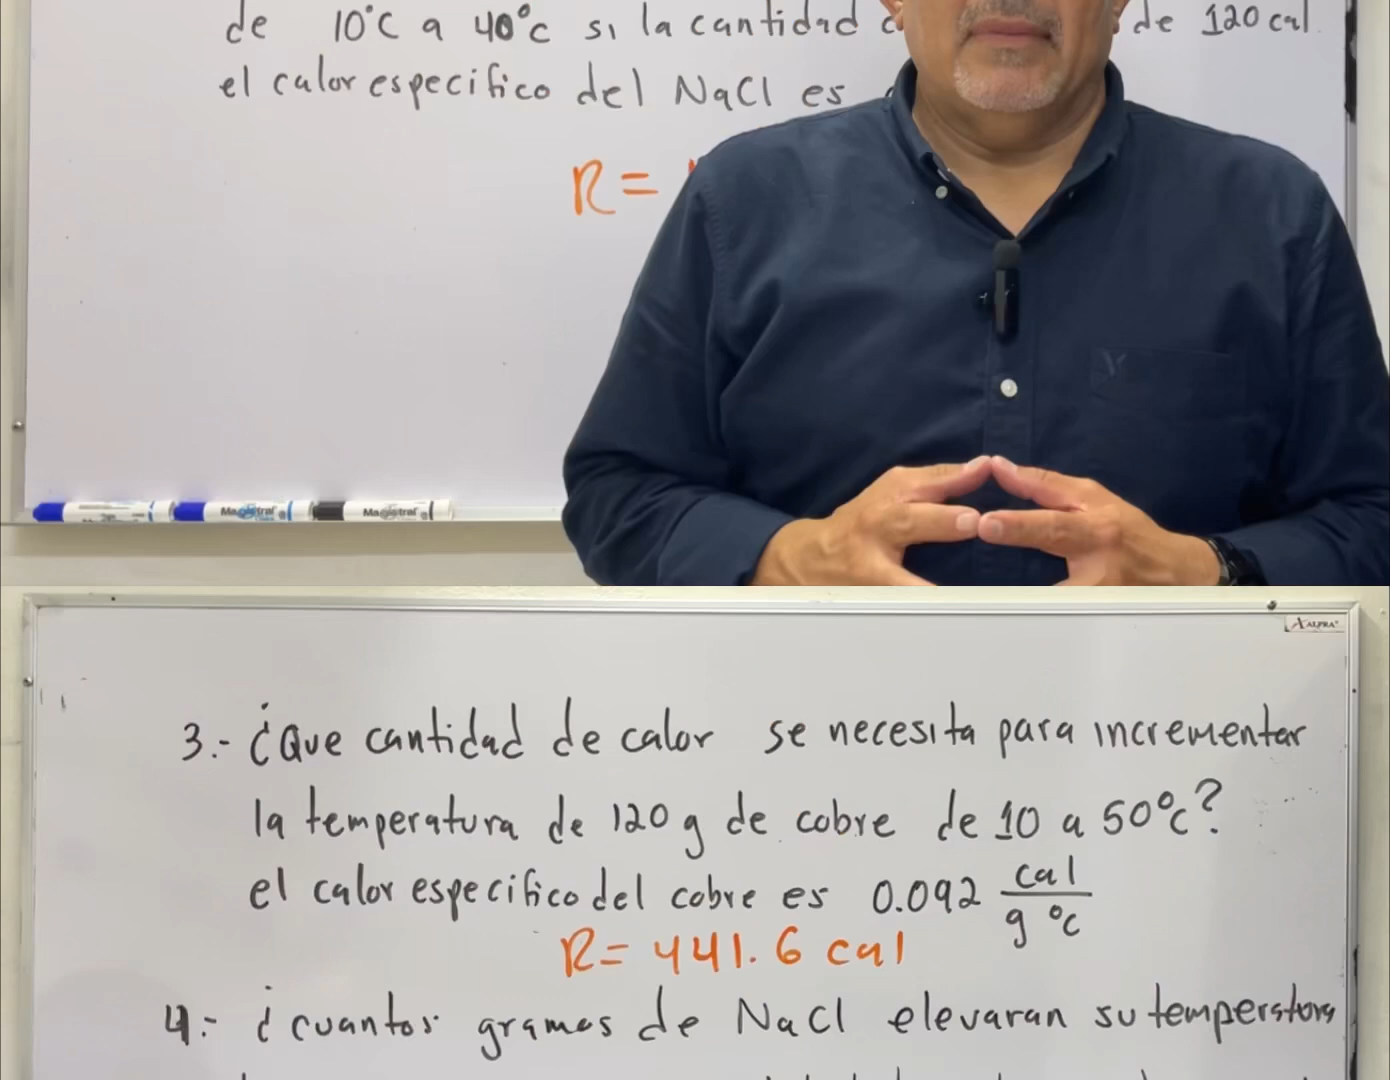 de 10°C a 40°c si la cantidad de 120 cal.
el calor especifico del NaCl es
R=
Magistral
Magistral
ALFRA
3.- ¿Que cantidad de calor se necesita para incrementar
la temperatura de 120 g de cobre de 10 a 50°c?
el calor especifico del cobre es 0.092 cal / g °c
R= 441.6 cal
4.- ¿cuantos gramos de NaCl elevaran su temperatura